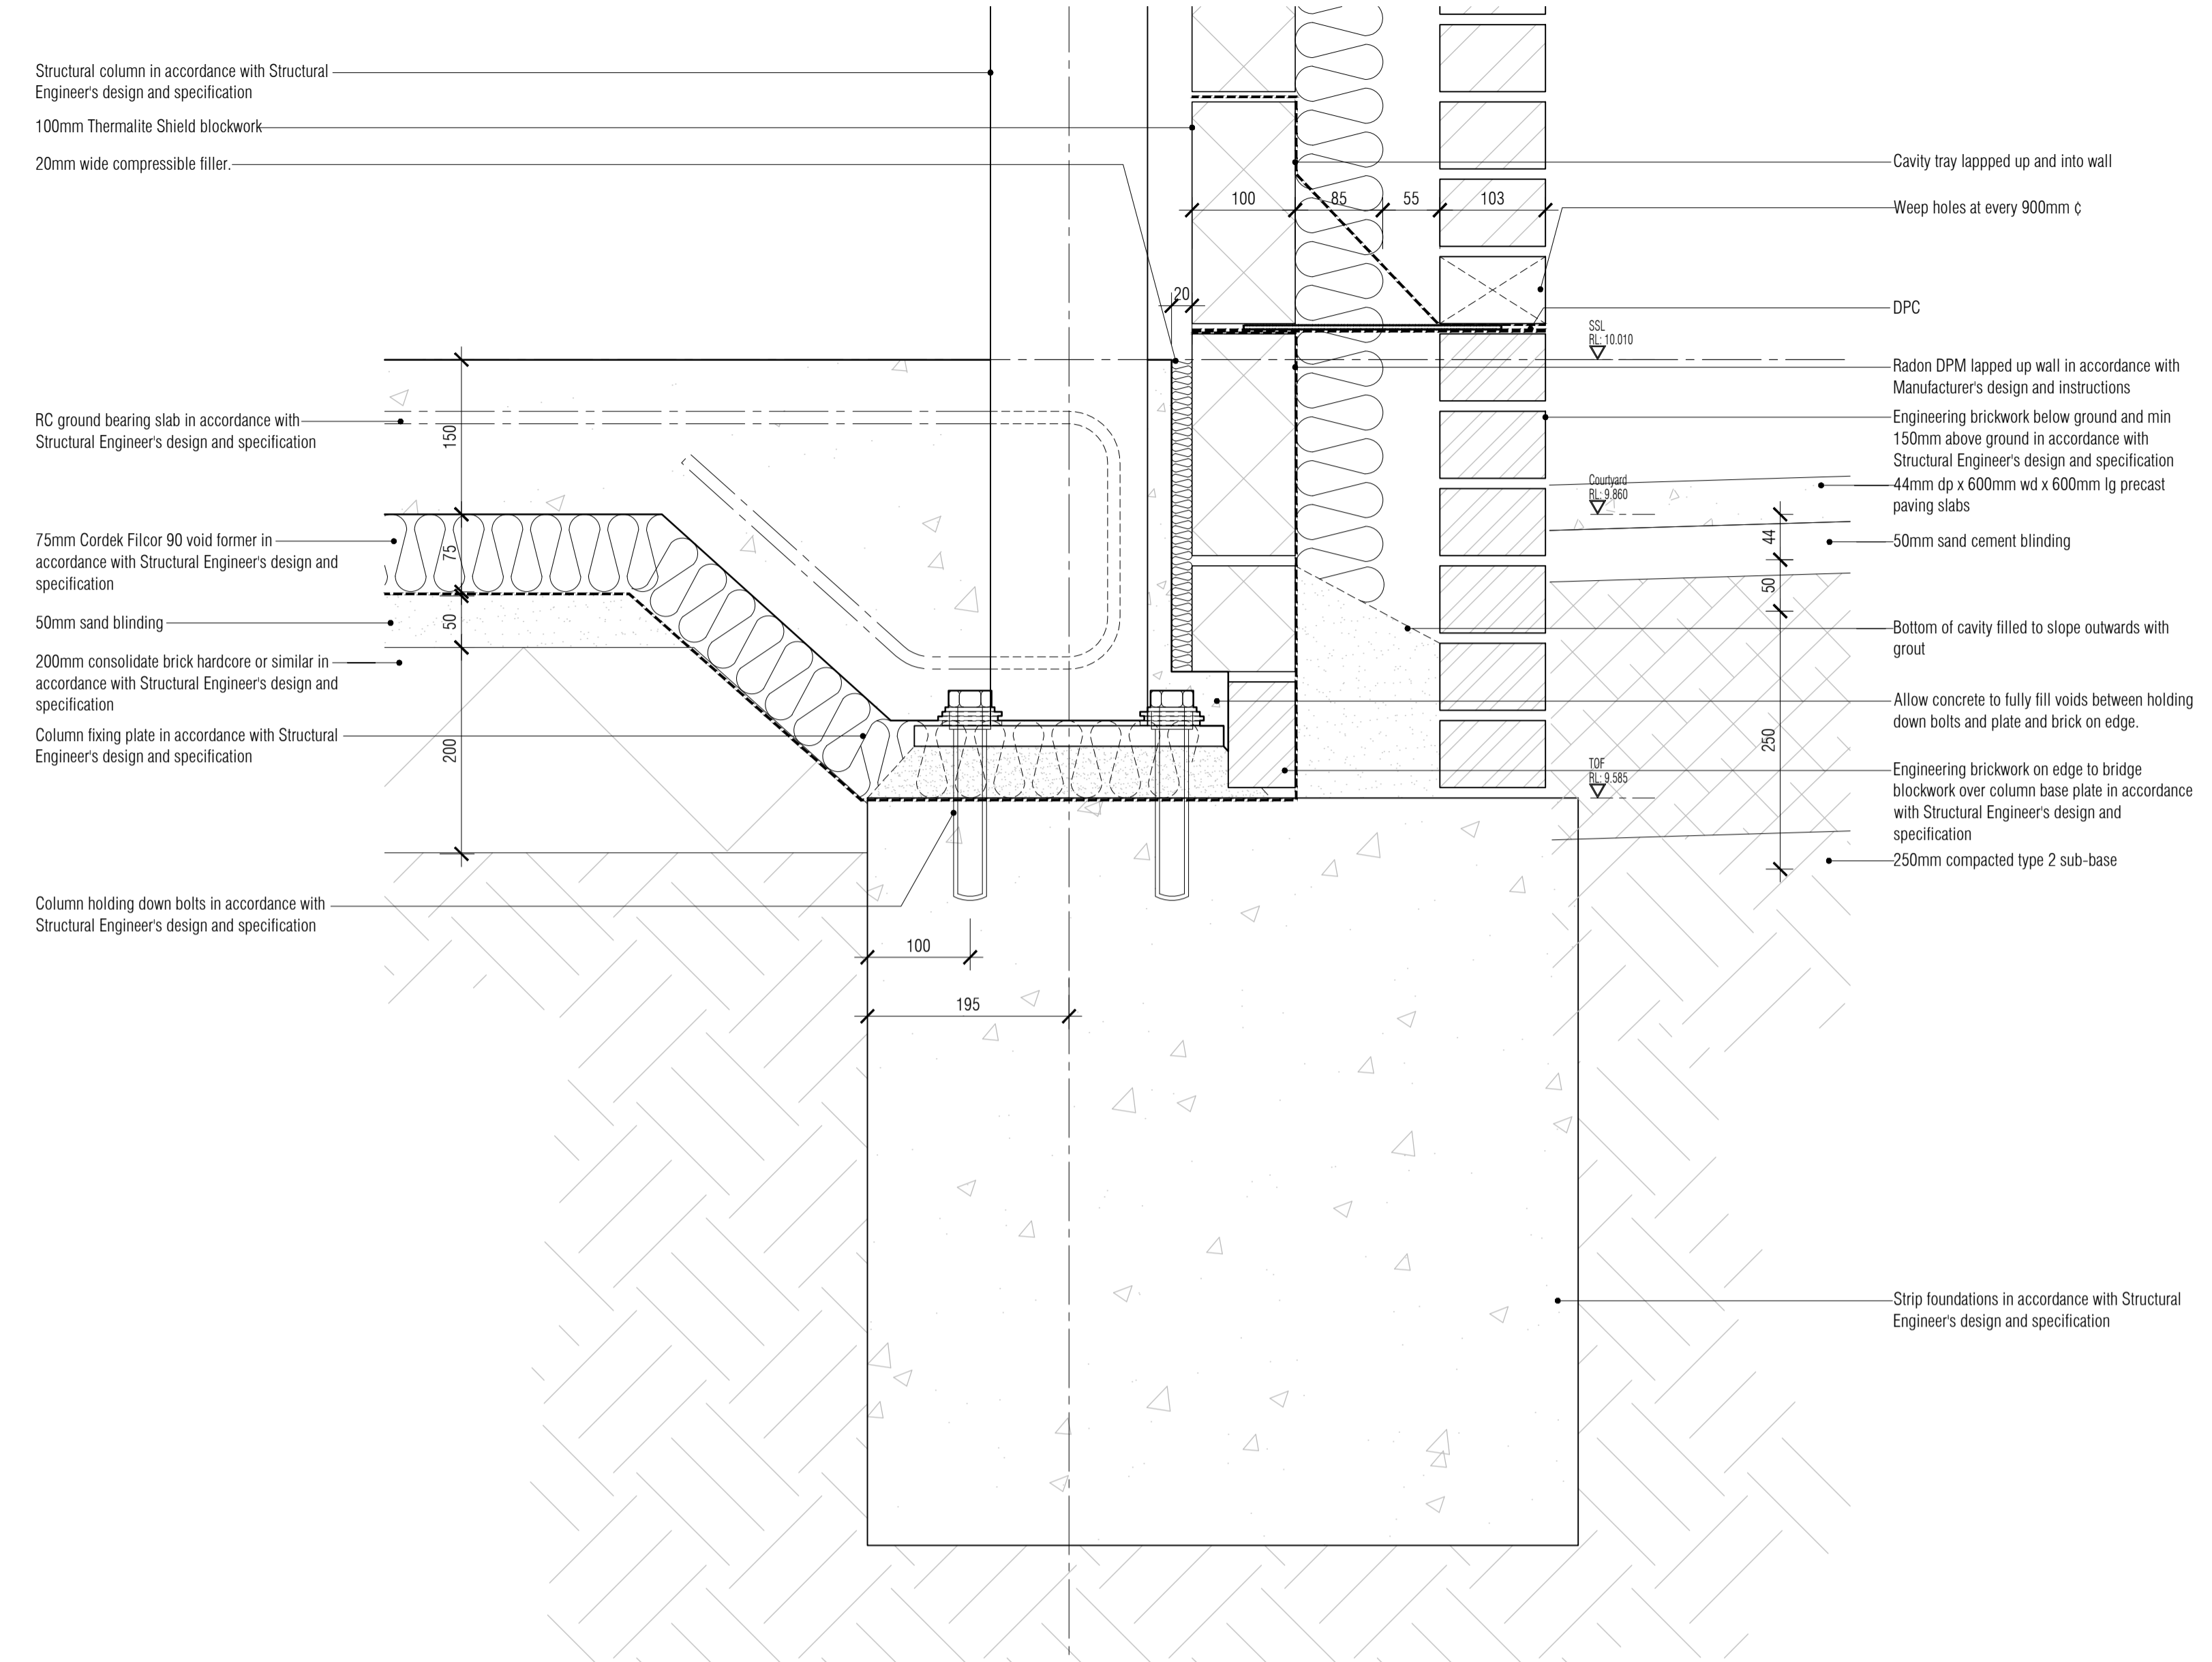 Structural column in accordance with Structural
Engineer's design and specification
100mm Thermalite Shield blockwork
20mm wide compressible filler.
RC ground bearing slab in accordance with
Structural Engineer's design and specification
75mm Cordek Filcor 90 void former in
accordance with Structural Engineer's design and
specification
50mm sand blinding
200mm consolidate brick hardcore or similar in
accordance with Structural Engineer's design and
specification
Column fixing plate in accordance with Structural
Engineer's design and specification
Column holding down bolts in accordance with
Structural Engineer's design and specification
150
75
50
200
100
195
20
100
85
55
103
SSL
RL: 10.010
Courtyard
RL: 9.860
TOF
RL: 9.585
44
50
250
Cavity tray lappped up and into wall
Weep holes at every 900mm ¢
DPC
Radon DPM lapped up wall in accordance with
Manufacturer's design and instructions
Engineering brickwork below ground and min
150mm above ground in accordance with
Structural Engineer's design and specification
44mm dp x 600mm wd x 600mm lg precast
paving slabs
50mm sand cement blinding
Bottom of cavity filled to slope outwards with
grout
Allow concrete to fully fill voids between holding
down bolts and plate and brick on edge.
Engineering brickwork on edge to bridge
blockwork over column base plate in accordance
with Structural Engineer's design and
specification
250mm compacted type 2 sub-base
Strip foundations in accordance with Structural
Engineer's design and specification